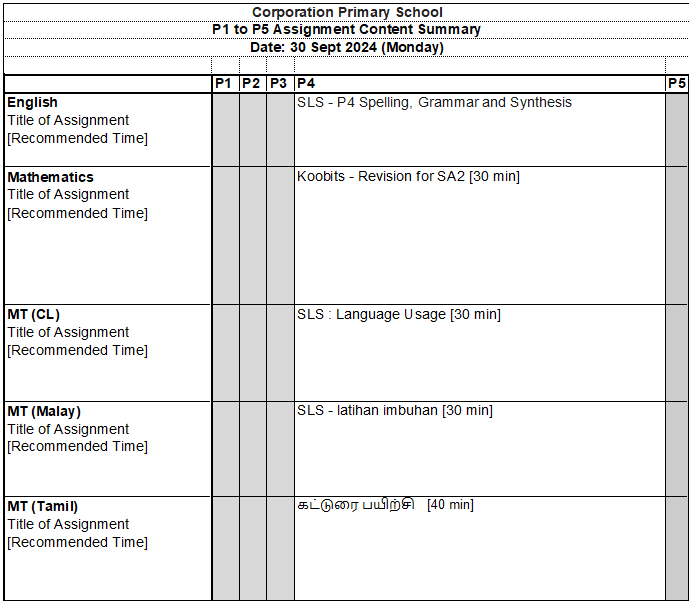 Corporation Primary School
P1 to P5 Assignment Content Summary
Date: 30 Sept 2024 (Monday)
P1 P2 P3 P4 P5
English
Title of Assignment
[Recommended Time]
SLS - P4 Spelling, Grammar and Synthesis
Mathematics
Title of Assignment
[Recommended Time]
Koobits - Revision for SA2 [30 min]
MT (CL)
Title of Assignment
[Recommended Time]
SLS : Language Usage [30 min]
MT (Malay)
Title of Assignment
[Recommended Time]
SLS - latihan imbuhan [30 min]
MT (Tamil)
Title of Assignment
[Recommended Time]
கட்டுரை பயிற்சி [40 min]